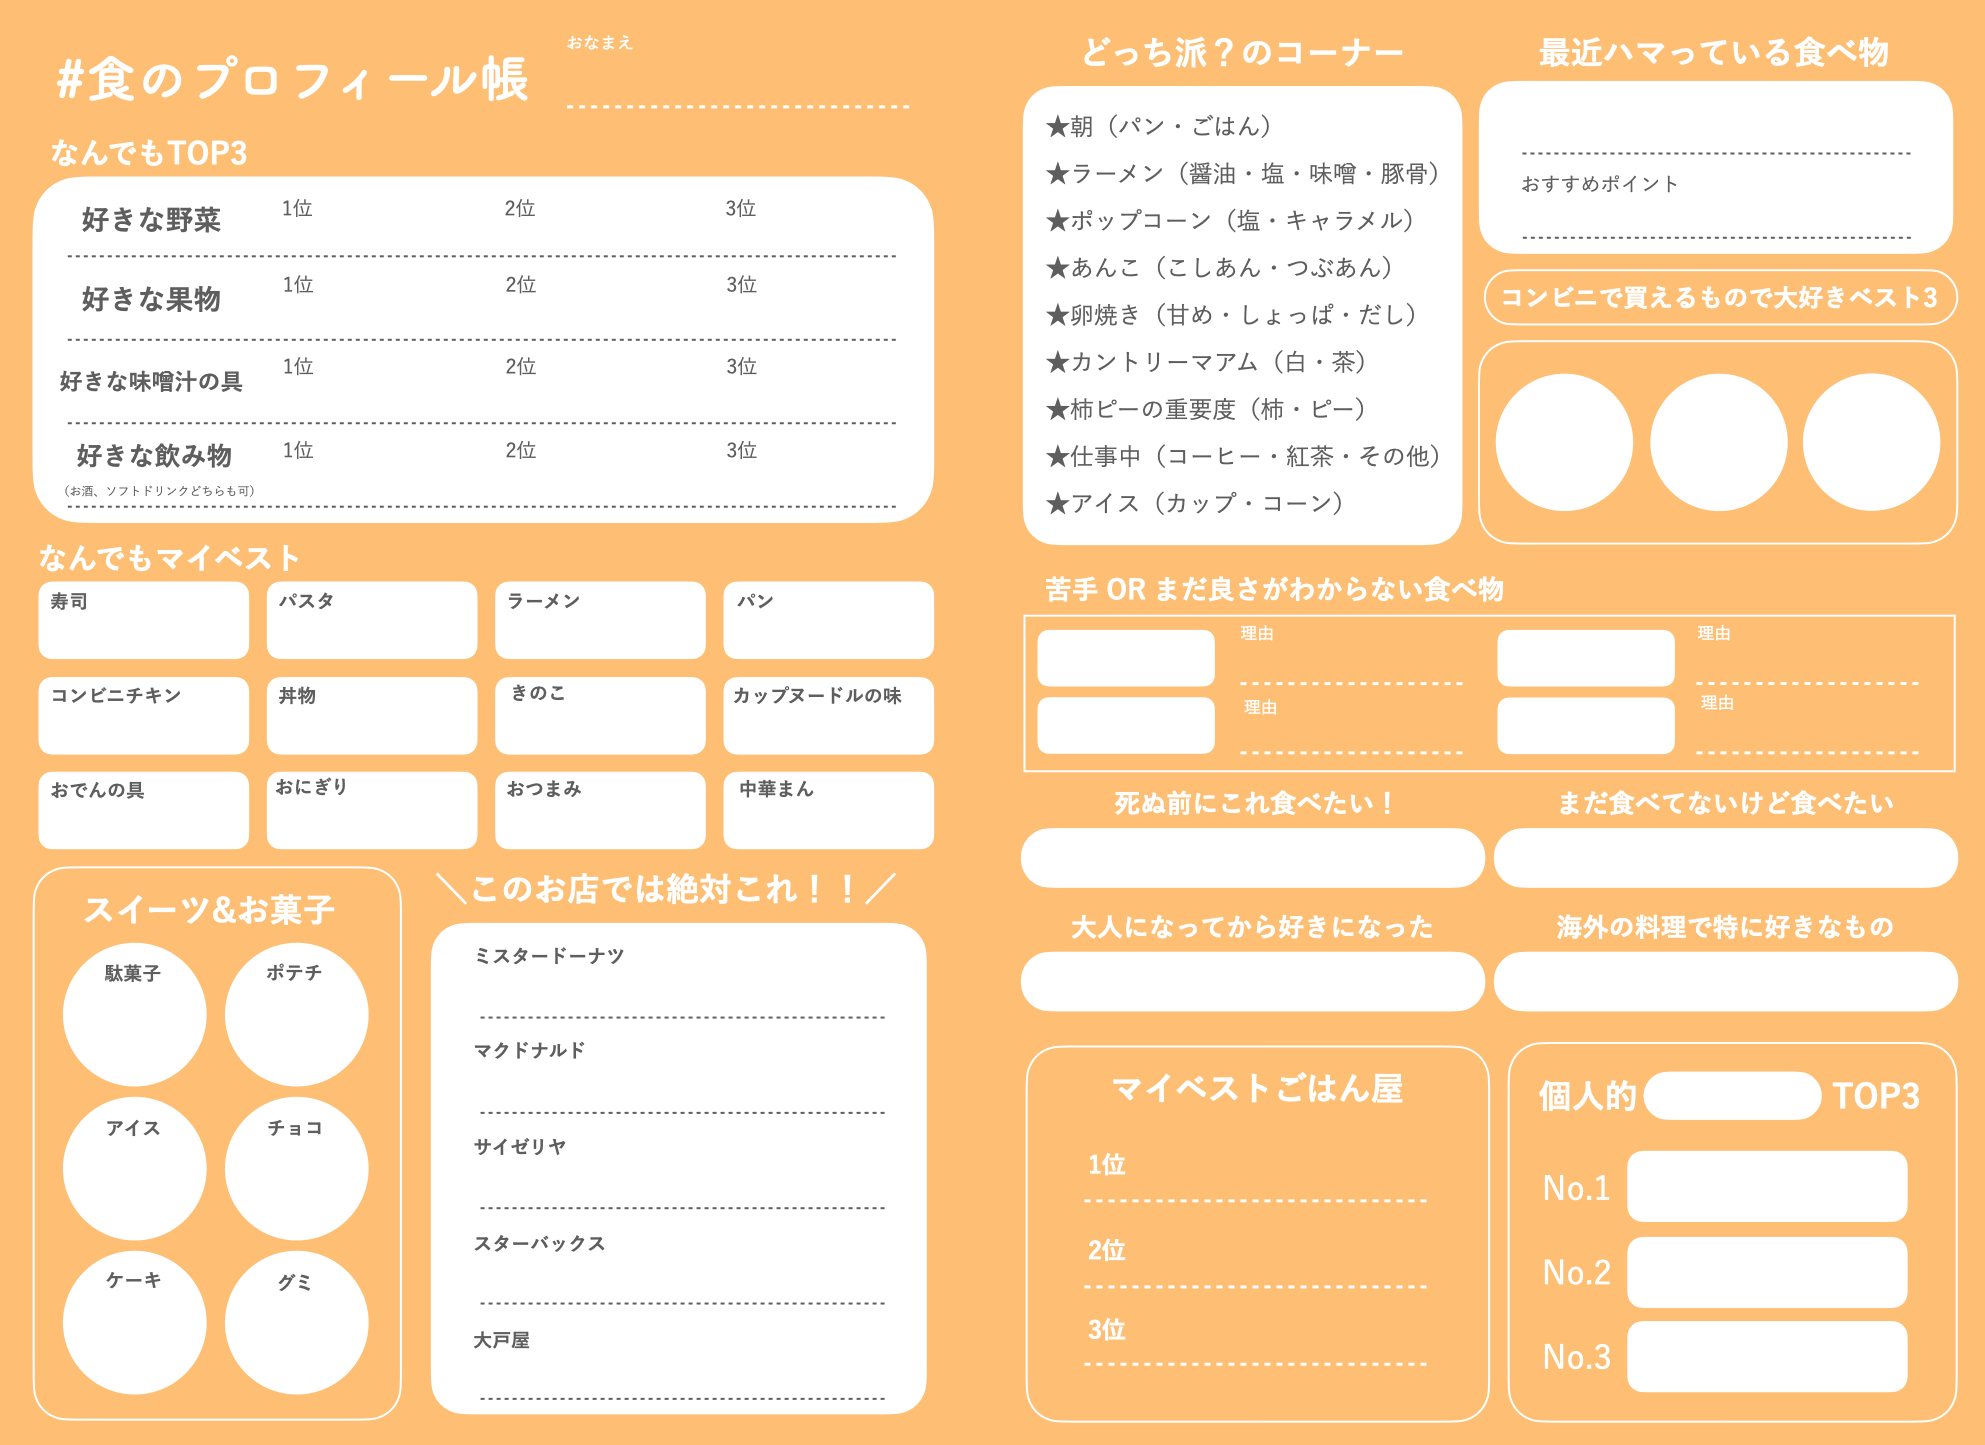 #食のプロフィール帳
おなまえ
なんでもTOP3
好きな野菜 1位 2位 3位
好きな果物 1位 2位 3位
好きな味噌汁の具 1位 2位 3位
好きな飲み物 1位 2位 3位
(お酒、ソフトドリンクどちらも可)
なんでもマイベスト
寿司 パスタ ラーメン パン
コンビニチキン 丼物 きのこ カップヌードルの味
おでんの具 おにぎり おつまみ 中華まん
スイーツ&お菓子
駄菓子 ポテチ
アイス チョコ
ケーキ グミ
＼このお店では絶対これ！！／
ミスタードーナツ
マクドナルド
サイゼリヤ
スターバックス
大戸屋
どっち派？のコーナー
★朝（パン・ごはん）
★ラーメン（醤油・塩・味噌・豚骨）
★ポップコーン（塩・キャラメル）
★あんこ（こしあん・つぶあん）
★卵焼き（甘め・しょっぱ・だし）
★カントリーマアム（白・茶）
★柿ピーの重要度（柿・ピー）
★仕事中（コーヒー・紅茶・その他）
★アイス（カップ・コーン）
最近ハマっている食べ物
おすすめポイント
コンビニで買えるもので大好きベスト3
苦手 OR まだ良さがわからない食べ物
理由 理由
理由 理由
死ぬ前にこれ食べたい！
まだ食べてないけど食べたい
大人になってから好きになった
海外の料理で特に好きなもの
マイベストごはん屋
1位
2位
3位
個人的 TOP3
No.1
No.2
No.3